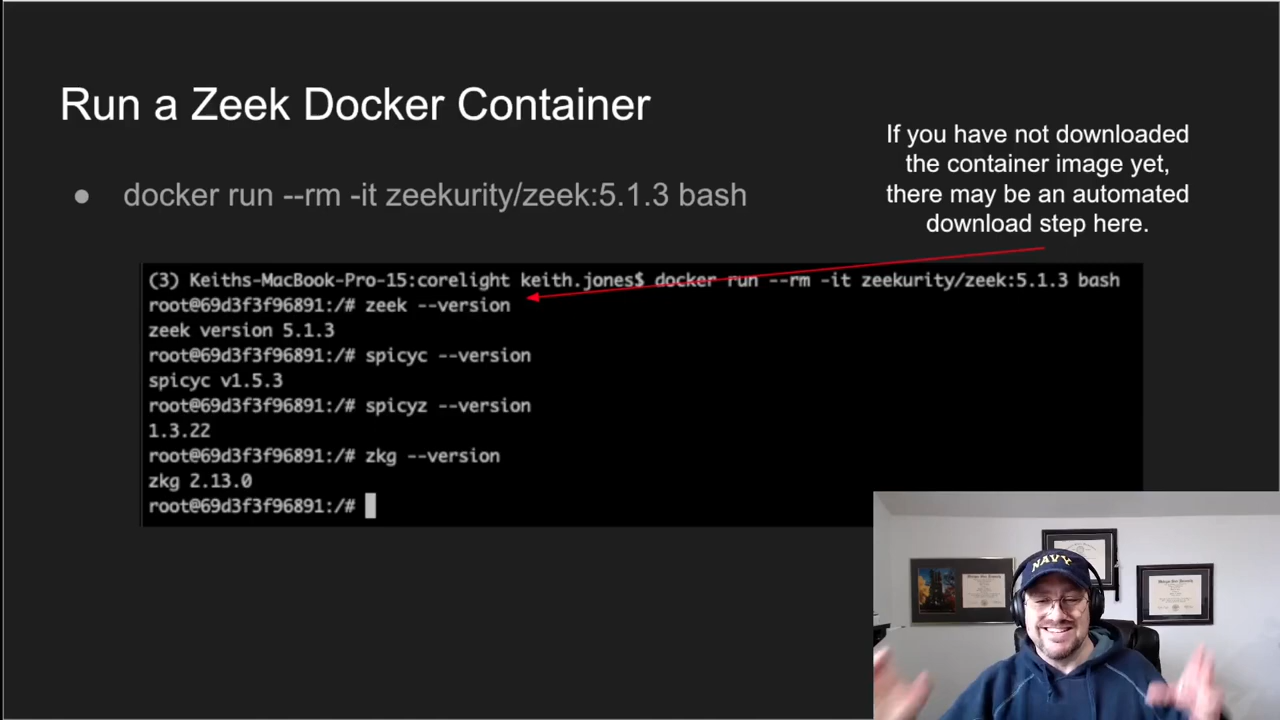 Run a Zeek Docker Container
● docker run --rm -it zeekurity/zeek:5.1.3 bash
If you have not downloaded
the container image yet,
there may be an automated
download step here.
(3) Keiths-MacBook-Pro-15:corelight keith.jones$ docker run --rm -it zeekurity/zeek:5.1.3 bash
root@69d3f3f96891:/# zeek --version
zeek version 5.1.3
root@69d3f3f96891:/# spicyc --version
spicyc v1.5.3
root@69d3f3f96891:/# spicyz --version
1.3.22
root@69d3f3f96891:/# zkg --version
zkg 2.13.0
root@69d3f3f96891:/#
NAVY